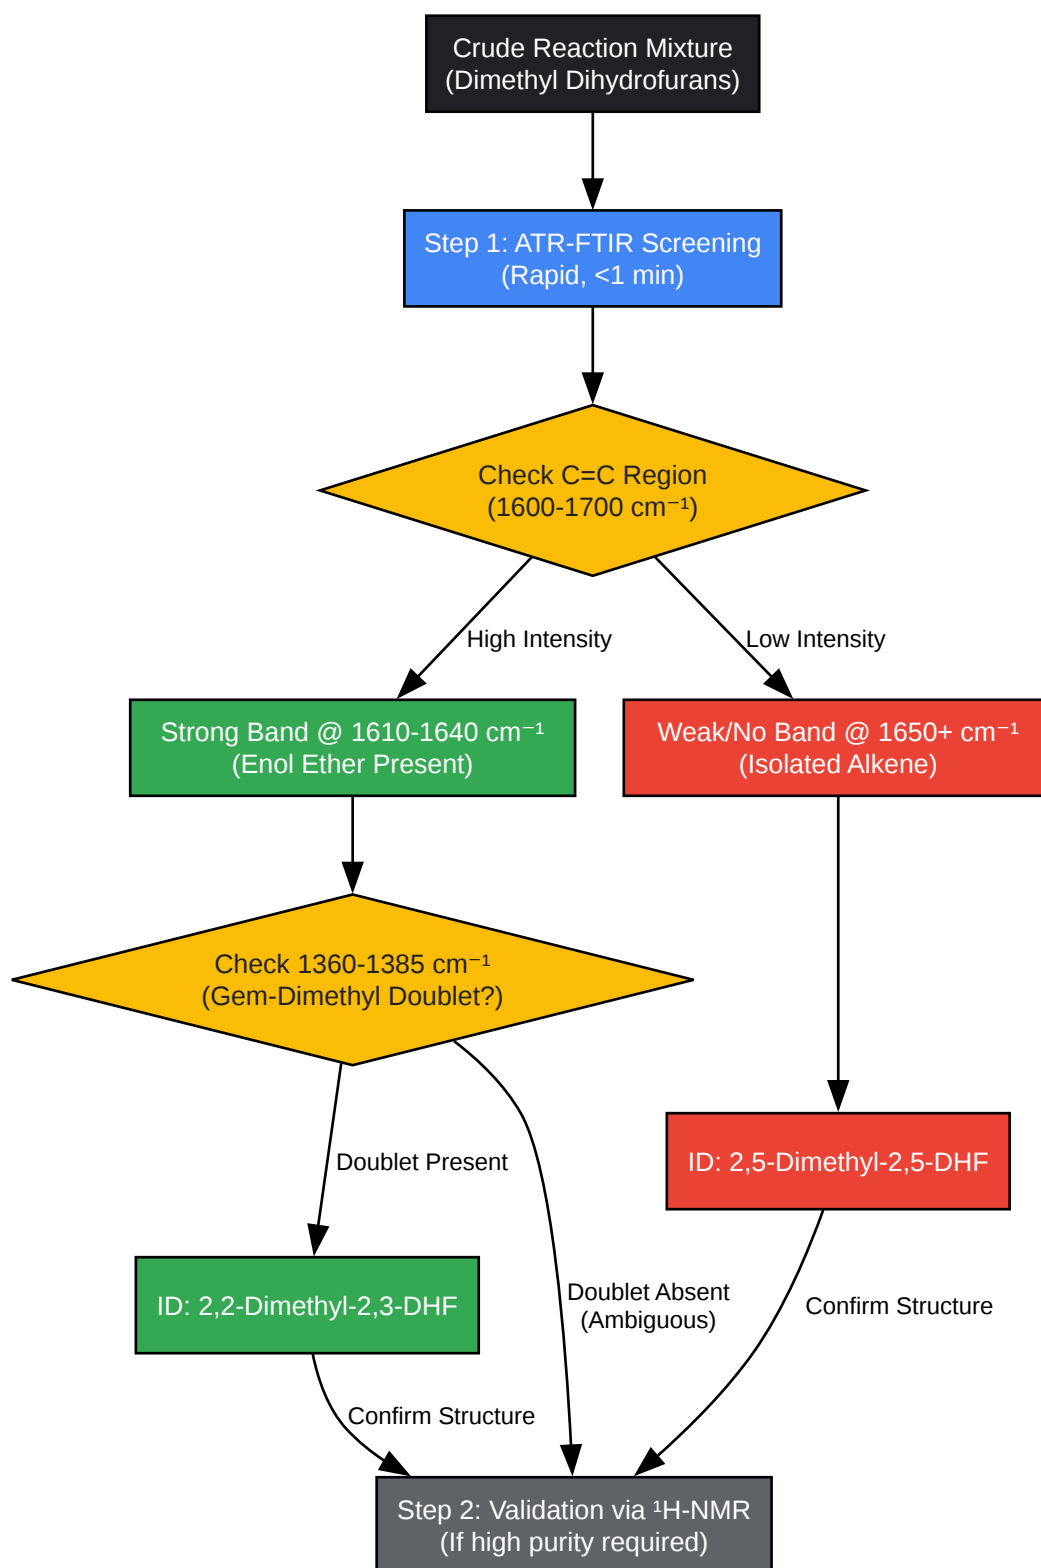 Crude Reaction Mixture
(Dimethyl Dihydrofurans)
Step 1: ATR-FTIR Screening
(Rapid, <1 min)
Check C=C Region
(1600-1700 cm⁻¹)
High Intensity
Low Intensity
Strong Band @ 1610-1640 cm⁻¹
(Enol Ether Present)
Weak/No Band @ 1650+ cm⁻¹
(Isolated Alkene)
Check 1360-1385 cm⁻¹
(Gem-Dimethyl Doublet?)
Doublet Present
ID: 2,5-Dimethyl-2,5-DHF
ID: 2,2-Dimethyl-2,3-DHF
Doublet Absent
(Ambiguous)
Confirm Structure
Confirm Structure
Step 2: Validation via ¹H-NMR
(If high purity required)